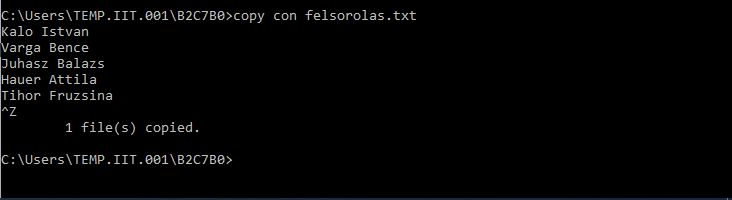 C:\Users\TEMP.IIT.001\B2C7B0>copy con felsorolas.txt
Kalo Istvan
Varga Bence
Juhasz Balazs
Hauer Attila
Tihor Fruzsina
^Z
        1 file(s) copied.
C:\Users\TEMP.IIT.001\B2C7B0>